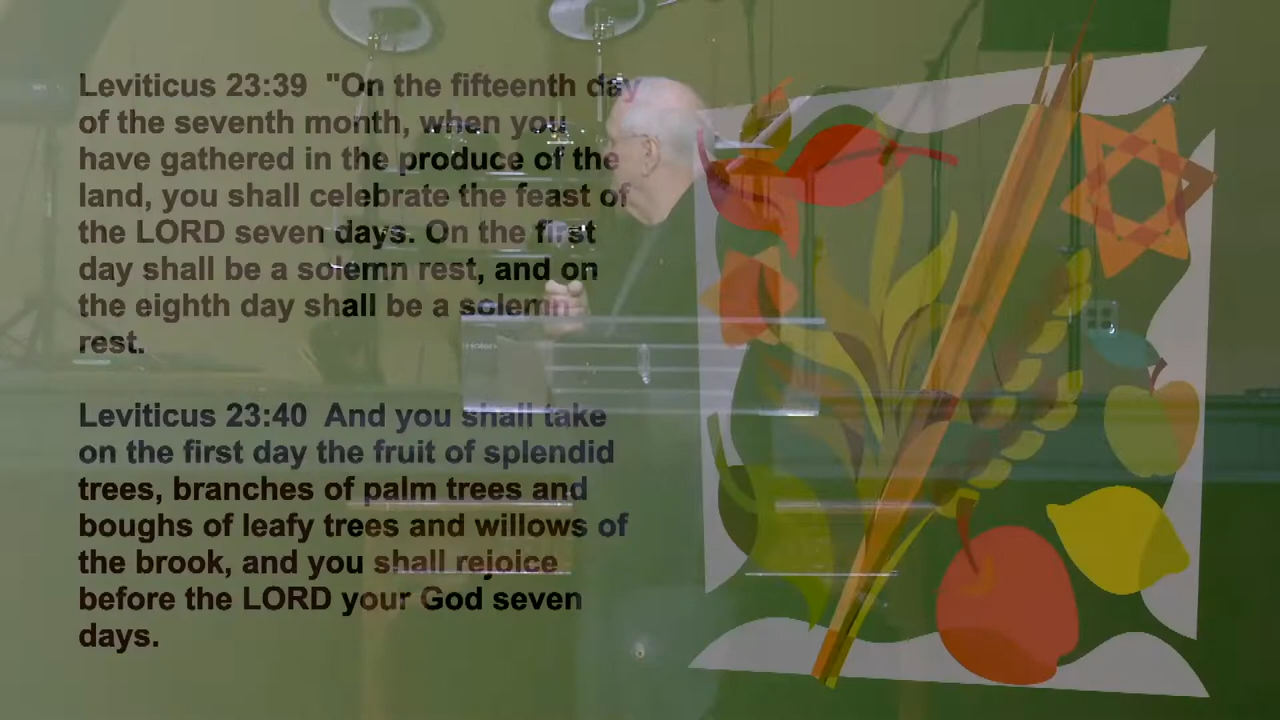 Leviticus 23:39 "On the fifteenth day
of the seventh month, when you
have gathered in the produce of the
land, you shall celebrate the feast of
the LORD seven days. On the first
day shall be a solemn rest, and on
the eighth day shall be a solemn
rest.
Leviticus 23:40 And you shall take
on the first day the fruit of splendid
trees, branches of palm trees and
boughs of leafy trees and willows of
the brook, and you shall rejoice
before the LORD your God seven
days.